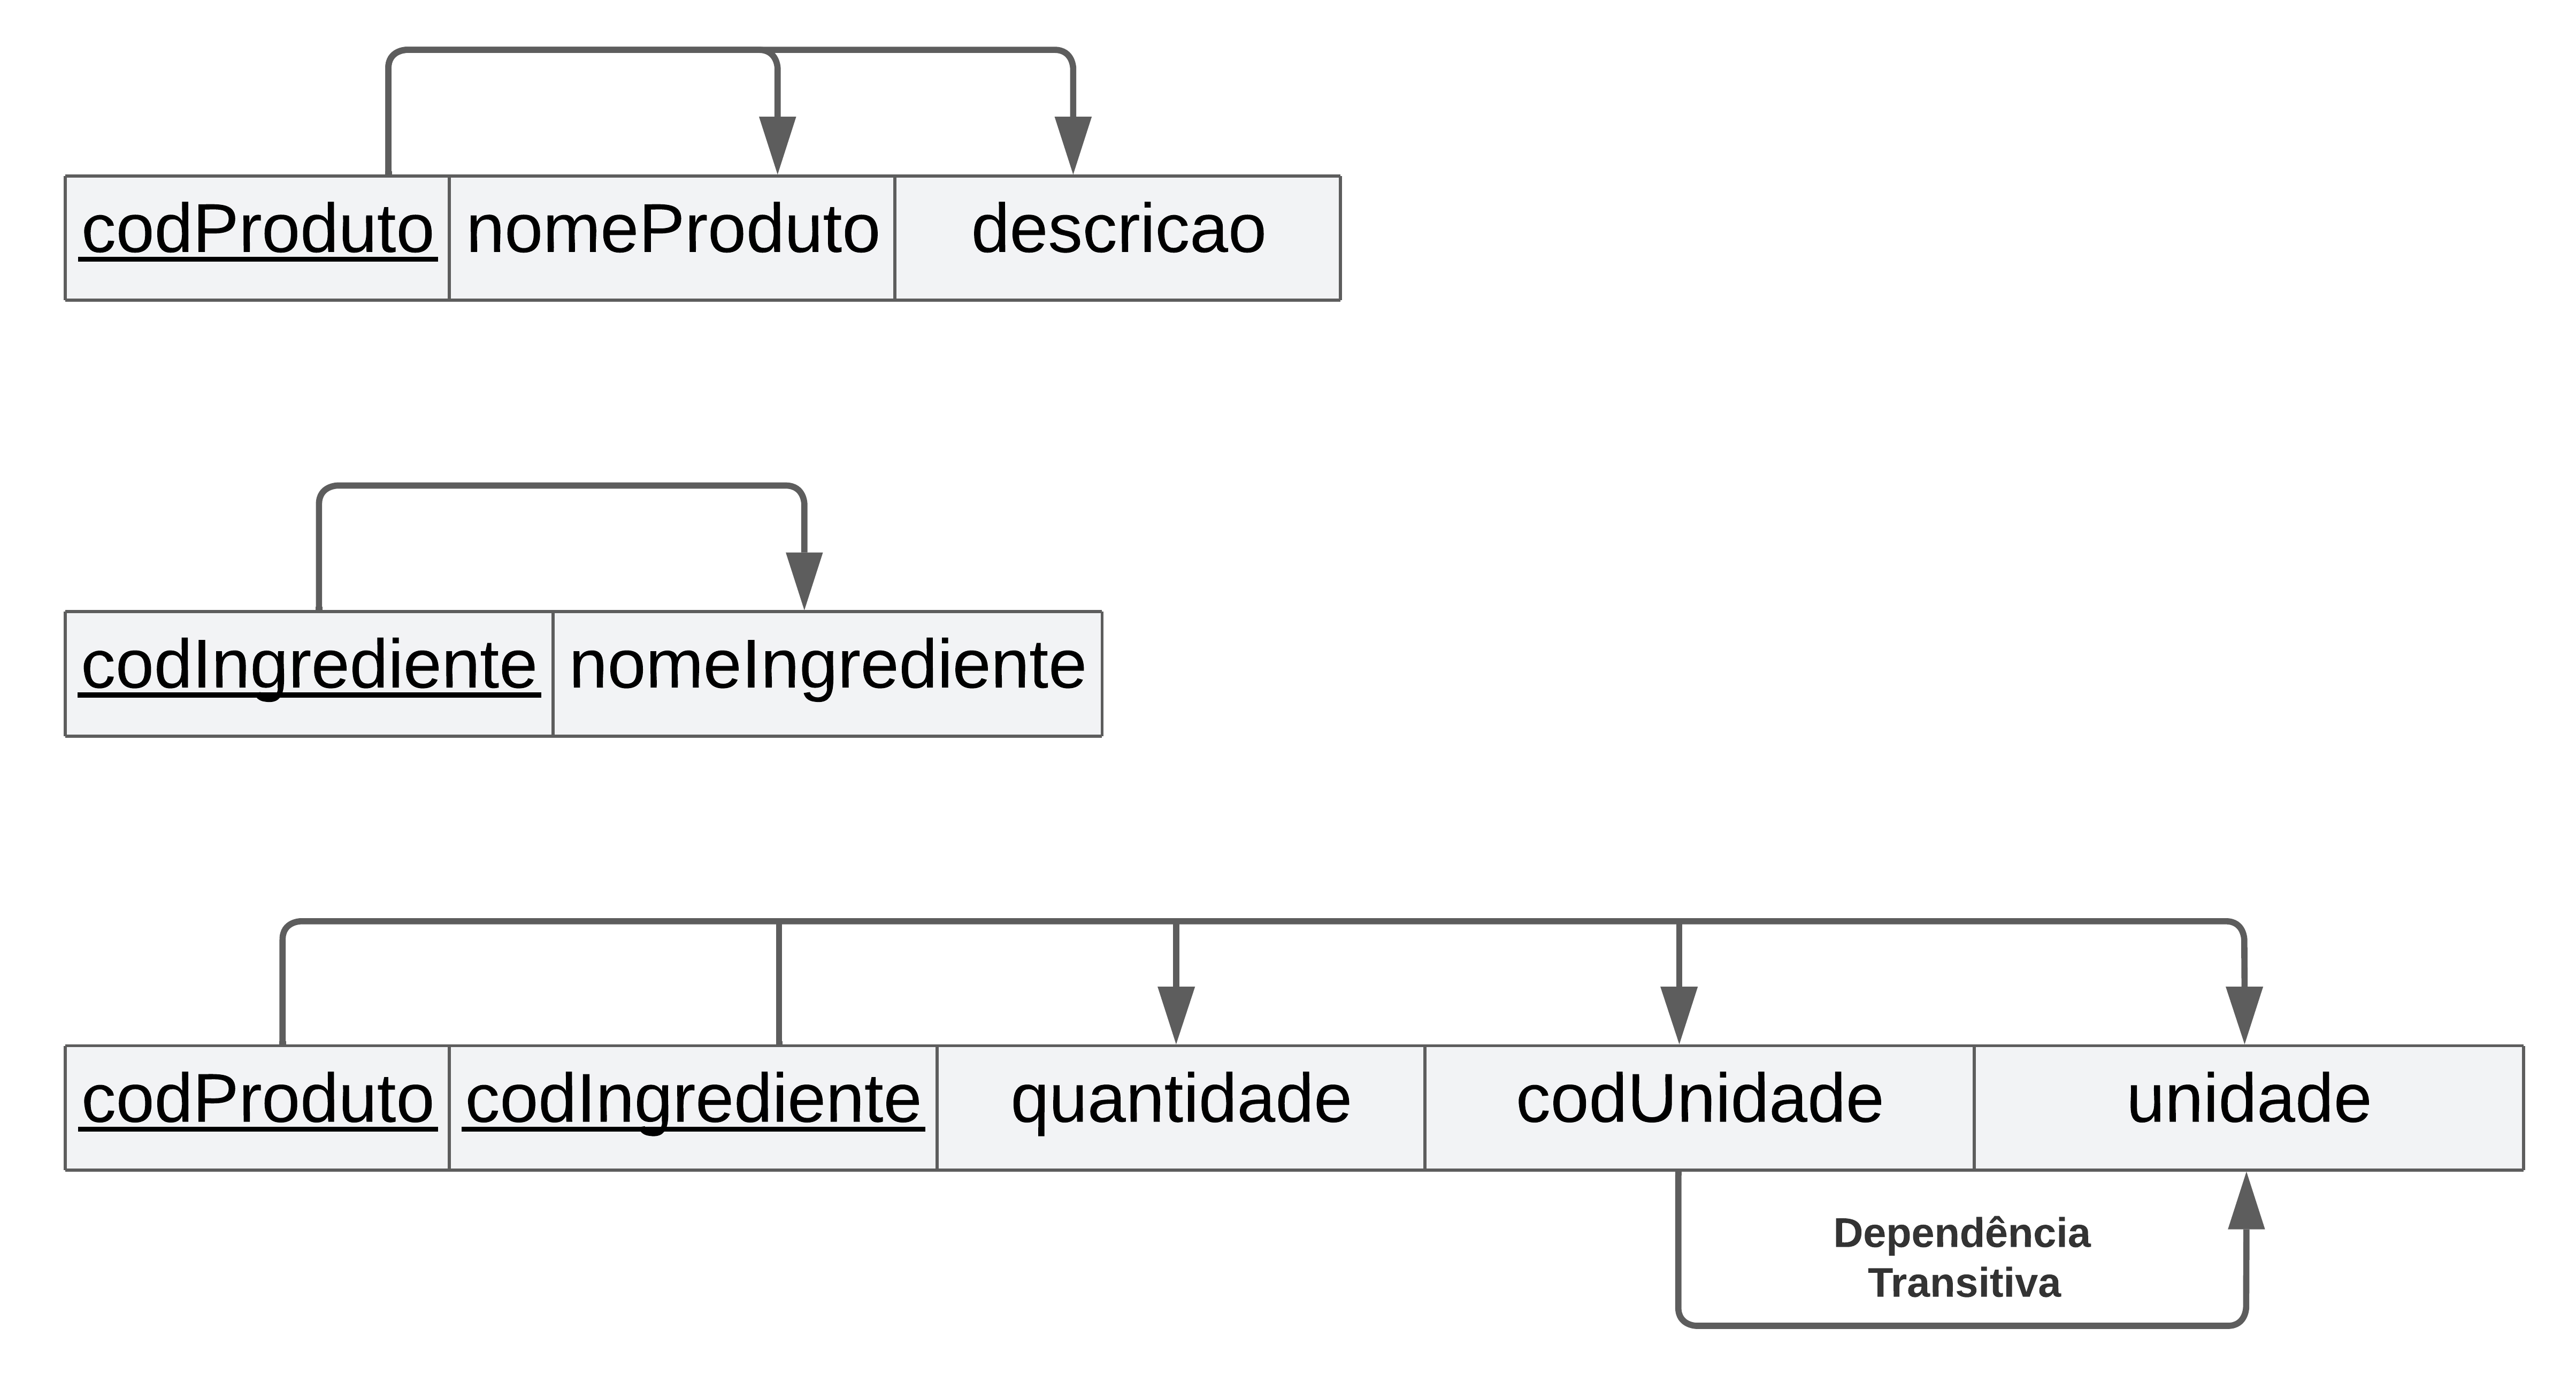 codProduto nomeProduto descricao
codIngrediente nomeIngrediente
codProduto codIngrediente quantidade codUnidade unidade
Dependência
Transitiva